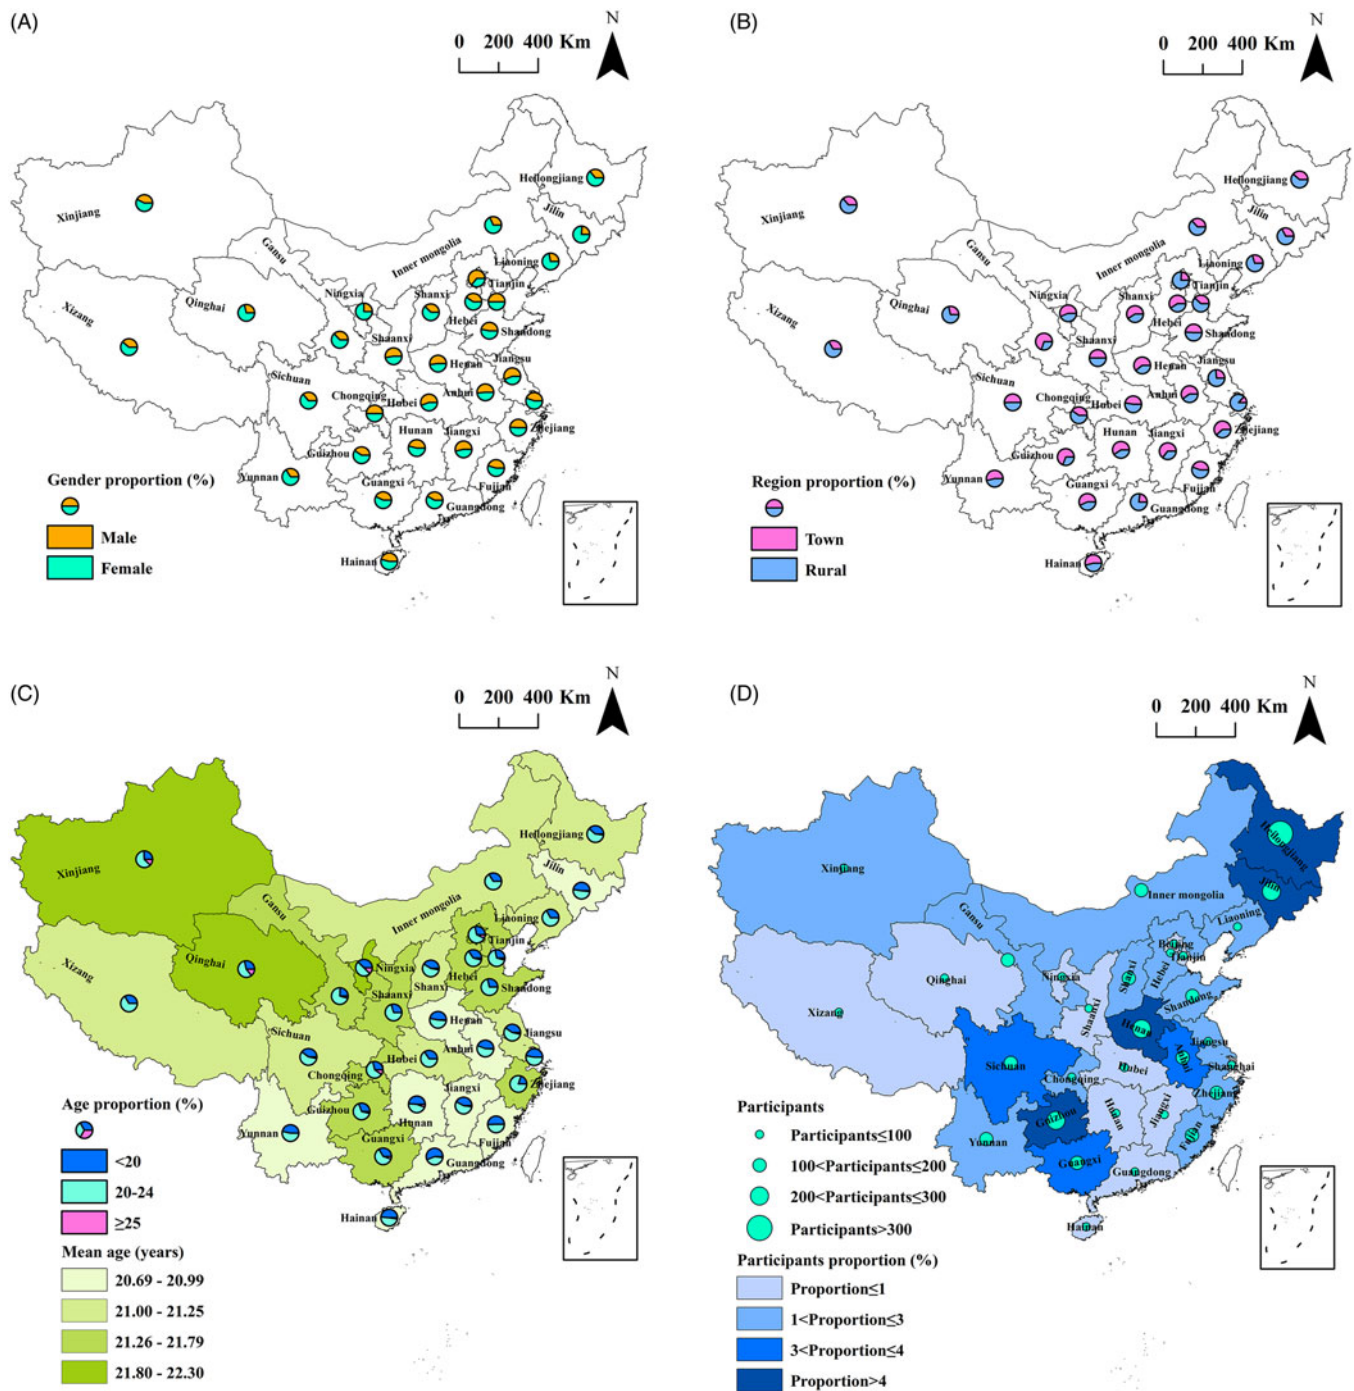 (A)
N
0 200 400 Km
Heilongjiang
Jilin
Xinjiang
Gansu
Inner mongolia
Liaoning
Tianjin
Qinghai
Ningxia
Shanxi
Hebei
Xizang
Shandong
Shaanxi
Henan
Jiangsu
Sichuan
Chongqing
Hubei
Anhui
Zhejiang
Hunan
Jiangxi
Guizhou
Yunnan
Guangxi
Fujian
Guangdong
Hainan
Gender proportion (%)
Male
Female
(B)
N
0 200 400 Km
Heilongjiang
Jilin
Xinjiang
Gansu
Inner mongolia
Liaoning
Tianjin
Qinghai
Ningxia
Shanxi
Hebei
Xizang
Shandong
Shaanxi
Henan
Jiangsu
Sichuan
Chongqing
Hubei
Anhui
Zhejiang
Hunan
Jiangxi
Guizhou
Yunnan
Guangxi
Fujian
Guangdong
Hainan
Region proportion (%)
Town
Rural
(C)
N
0 200 400 Km
Heilongjiang
Jilin
Xinjiang
Gansu
Inner mongolia
Liaoning
Tianjin
Qinghai
Ningxia
Hebei
Shanxi
Xizang
Shandong
Shaanxi
Henan
Jiangsu
Sichuan
Hubei
Anhui
Chongqing
Zhejiang
Jiangxi
Guizhou
Hunan
Yunnan
Guangxi
Fujian
Guangdong
Hainan
Age proportion (%)
<20
20-24
≥25
Mean age (years)
20.69 - 20.99
21.00 - 21.25
21.26 - 21.79
21.80 - 22.30
(D)
N
0 200 400 Km
Heilongjiang
Jilin
Xinjiang
Inner mongolia
Gansu
Liaoning
Beijing
Tianjin
Qinghai
Ningxia
Shanxi
Hebei
Xizang
Shaanxi
Shandong
Henan
Jiangsu
Sichuan
Anhui
Hubei
Shanghai
Chongqing
Zhejiang
Guizhou
Hunan
Jiangxi
Yunnan
Fujian
Guangxi
Guangdong
Hainan
Participants
Participants≤100
100<Participants≤200
200<Participants≤300
Participants>300
Participants proportion (%)
Proportion≤1
1<Proportion≤3
3<Proportion≤4
Proportion>4